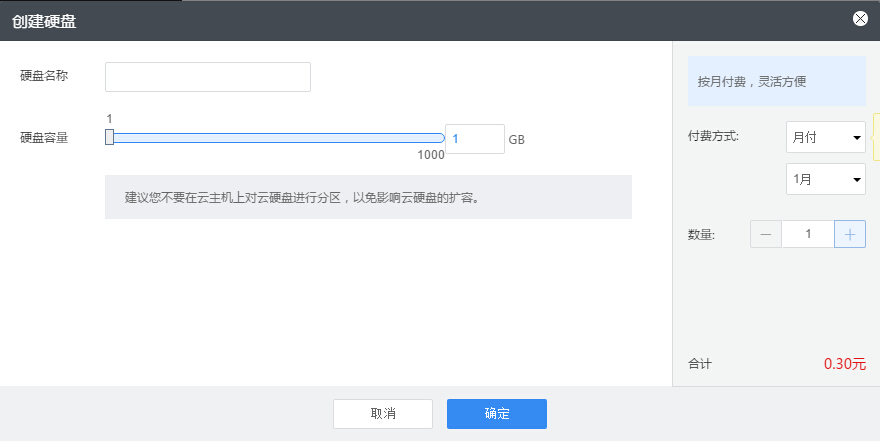 创建硬盘
硬盘名称
1
硬盘容量
1 GB
1000
建议您不要在云主机上对云硬盘进行分区，以免影响云硬盘的扩容。
按月付费，灵活方便
付费方式: 月付
1月
数量: 1
合计 0.30元
取消 确定